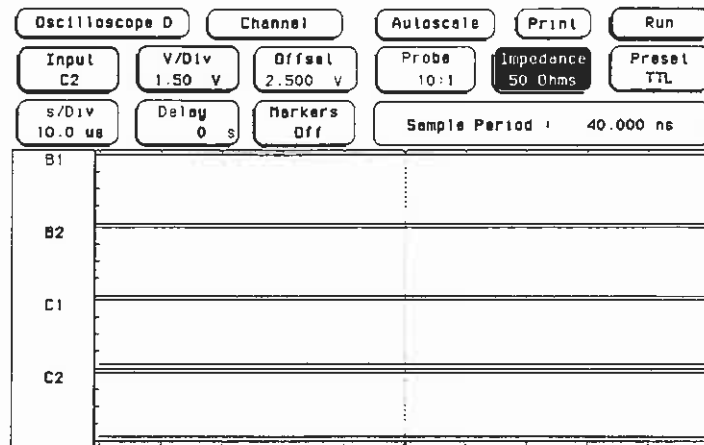 Oscilloscope D Channel Autoscale Print Run
Input C2 V/Div 1.50 V Offset 2.500 V Probe 10:1 Impedance 50 Ohms Preset TTL
s/Div 10.0 us Delay 0 s Markers Off Sample Period : 40.000 ns
B1
B2
C1
C2